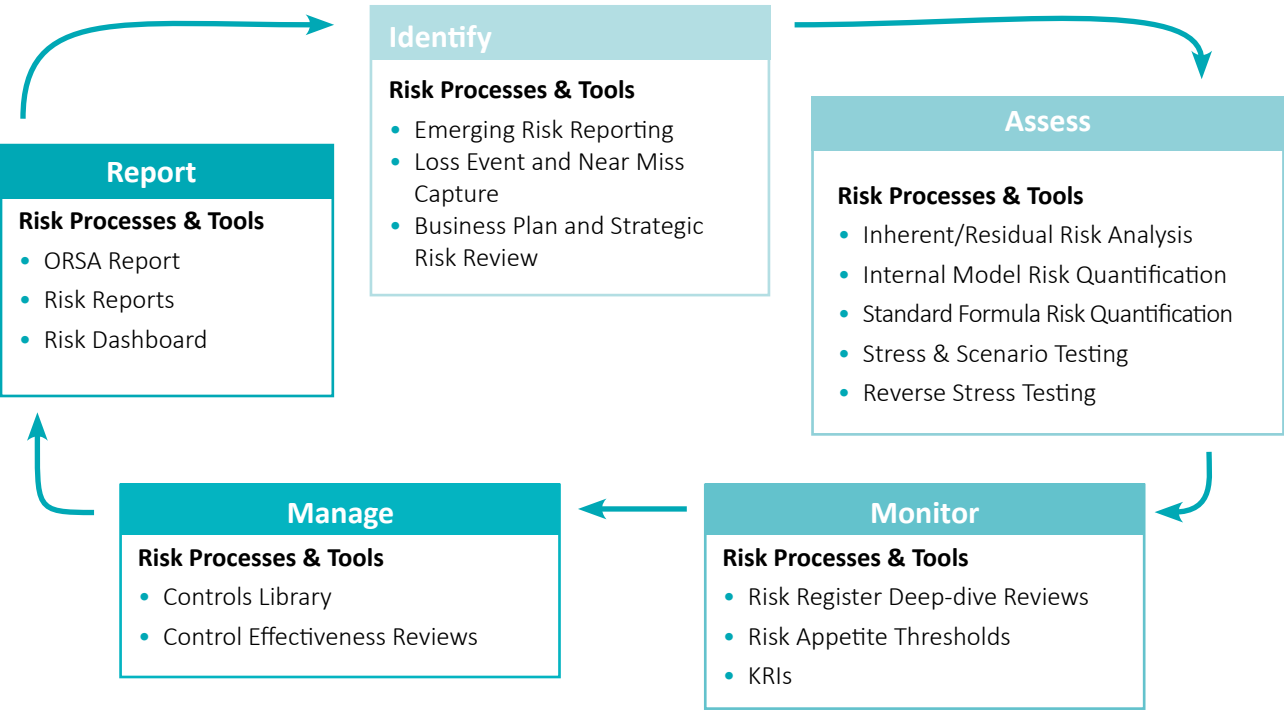 Identify
Risk Processes & Tools
• Emerging Risk Reporting
• Loss Event and Near Miss
Capture
• Business Plan and Strategic
Risk Review
Assess
Risk Processes & Tools
• Inherent/Residual Risk Analysis
• Internal Model Risk Quantification
• Standard Formula Risk Quantification
• Stress & Scenario Testing
• Reverse Stress Testing
Monitor
Risk Processes & Tools
• Risk Register Deep-dive Reviews
• Risk Appetite Thresholds
• KRIs
Manage
Risk Processes & Tools
• Controls Library
• Control Effectiveness Reviews
Report
Risk Processes & Tools
• ORSA Report
• Risk Reports
• Risk Dashboard